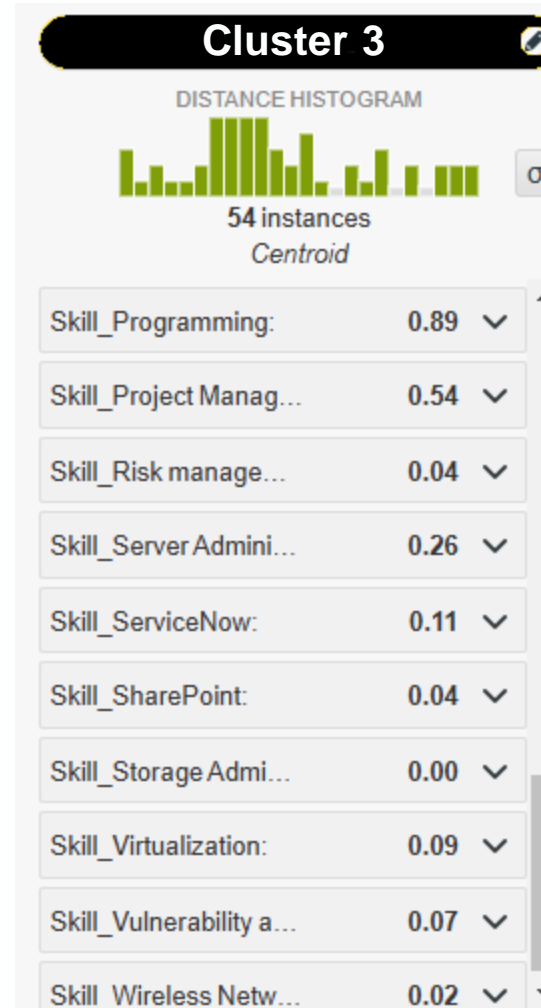 Cluster 3
DISTANCE HISTOGRAM
σ
54 instances
Centroid
Skill_Programming: 0.89
Skill_Project Manag... 0.54
Skill_Risk manage... 0.04
Skill_Server Admini... 0.26
Skill_ServiceNow: 0.11
Skill_SharePoint: 0.04
Skill_Storage Admi... 0.00
Skill_Virtualization: 0.09
Skill_Vulnerability a... 0.07
Skill_Wireless Netw... 0.02